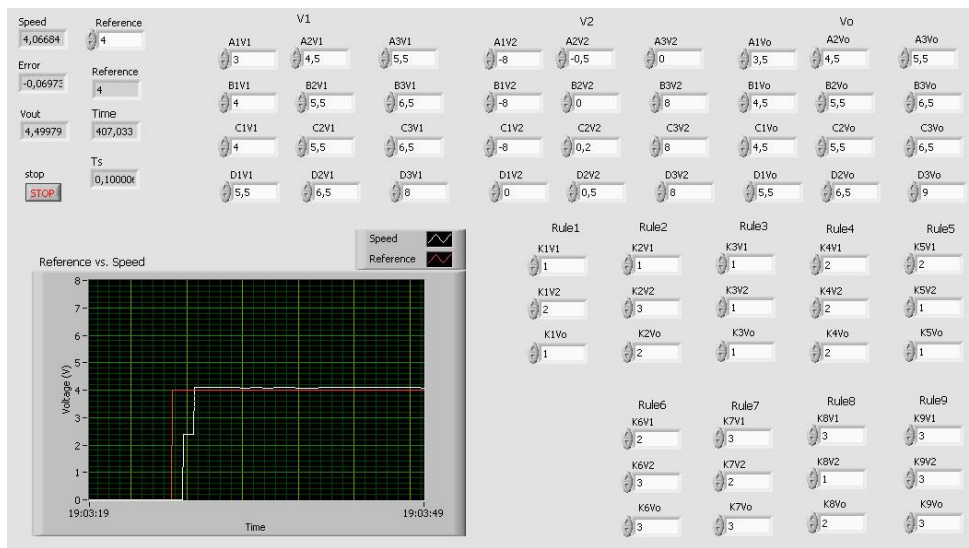 V1 V2 Vo
Speed Reference
4,06684 4
Error Reference
-0,06973 4
Vout Time
4,49979 407,033
Ts
0,10000
stop
STOP
A1V1 A2V1 A3V1 A1V2 A2V2 A3V2 A1Vo A2Vo A3Vo
3 4,5 5,5 -8 -0,5 0 3,5 4,5 5,5
B1V1 B2V1 B3V1 B1V2 B2V2 B3V2 B1Vo B2Vo B3Vo
4 5,5 6,5 -8 0 8 4,5 5,5 6,5
C1V1 C2V1 C3V1 C1V2 C2V2 C3V2 C1Vo C2Vo C3Vo
4 5,5 6,5 -8 0,2 8 4,5 5,5 6,5
D1V1 D2V1 D3V1 D1V2 D2V2 D3V2 D1Vo D2Vo D3Vo
5,5 6,5 8 0 0,5 8 5,5 6,5 9
Rule1 Rule2 Rule3 Rule4 Rule5
K1V1 K2V1 K3V1 K4V1 K5V1
1 1 1 2 2
K1V2 K2V2 K3V2 K4V2 K5V2
2 3 1 2 1
K1Vo K2Vo K3Vo K4Vo K5Vo
1 2 1 2 1
Rule6 Rule7 Rule8 Rule9
K6V1 K7V1 K8V1 K9V1
2 3 3 3
K6V2 K7V2 K8V2 K9V2
3 2 1 3
K6Vo K7Vo K8Vo K9Vo
3 3 2 3
Speed
Reference
Reference vs. Speed
Voltage (V)
8
7
6
5
4
3
2
1
0
19:03:19 19:03:49
Time